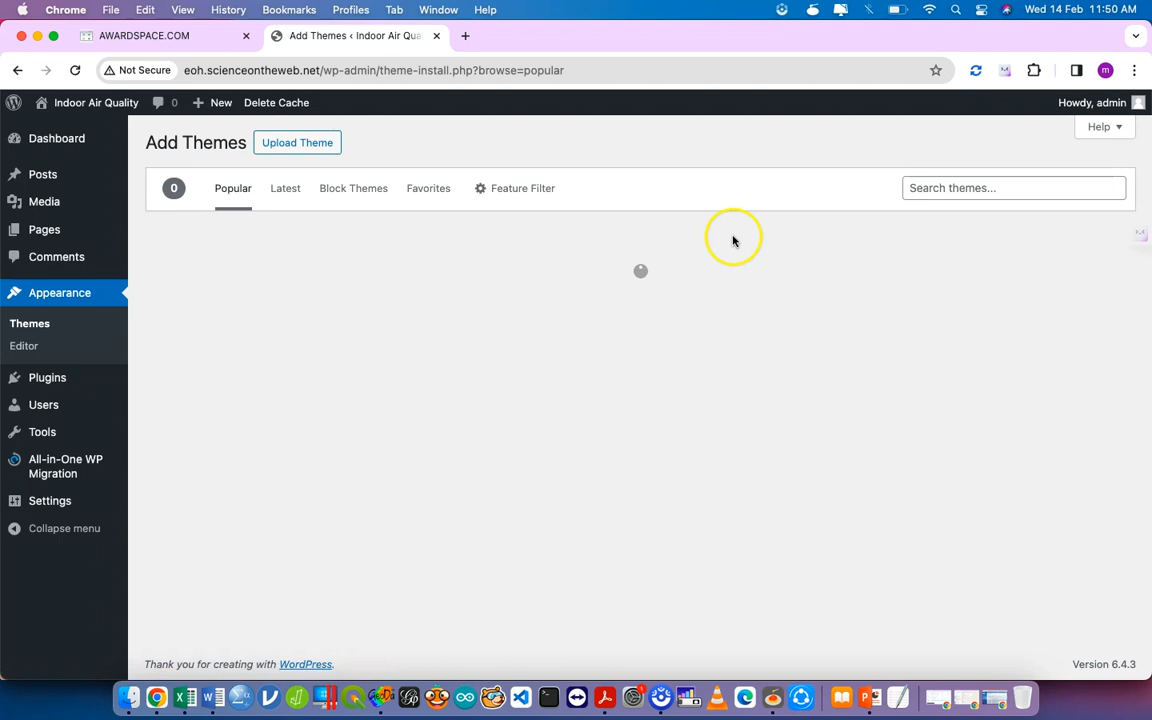 Chrome File Edit View History Bookmarks Profiles Tab Window Help Wed 14 Feb 11:50 AM
AWARDSPACE.COM Add Themes ‹ Indoor Air Qua
Not Secure eoh.scienceontheweb.net/wp-admin/theme-install.php?browse=popular m
Indoor Air Quality 0 New Delete Cache Howdy, admin
Help
Add Themes Upload Theme
0 Popular Latest Block Themes Favorites Feature Filter Search themes...
Dashboard
Posts
Media
Pages
Comments
Appearance
Themes
Editor
Plugins
Users
Tools
All-in-One WP
Migration
Settings
Collapse menu
Thank you for creating with WordPress. Version 6.4.3